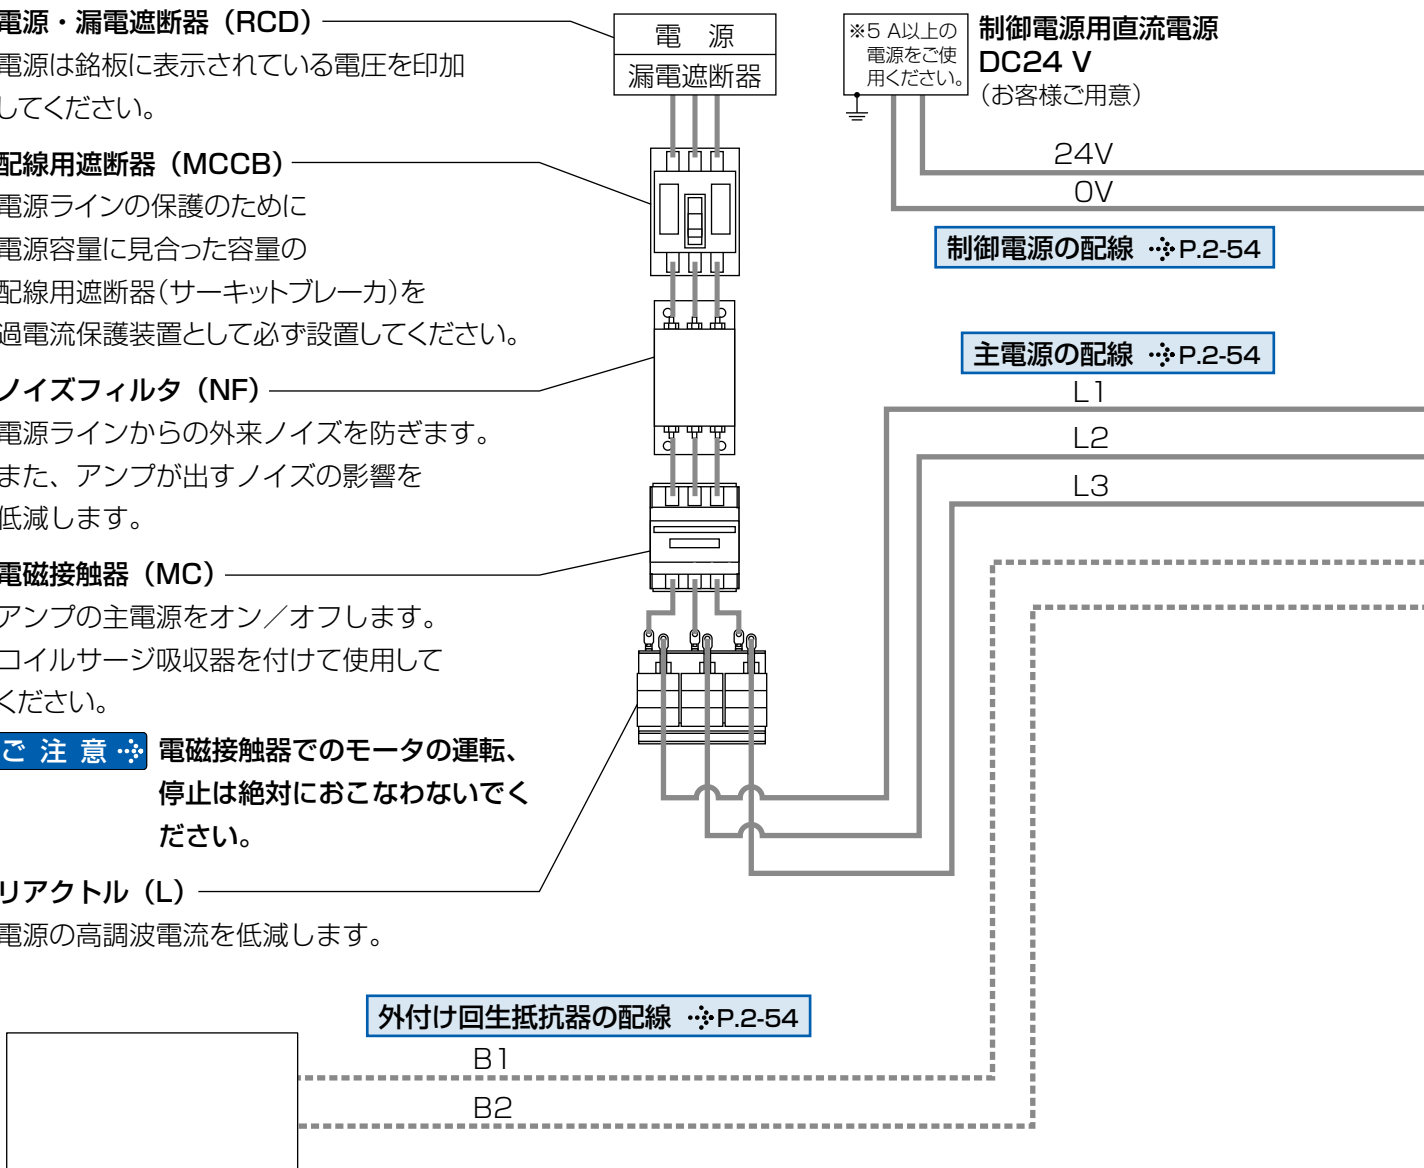 電源・漏電遮断器（RCD）
電源は銘板に表示されている電圧を印加
してください。
配線用遮断器（MCCB）
電源ラインの保護のために
電源容量に見合った容量の
配線用遮断器（サーキットブレーカ）を
過電流保護装置として必ず設置してください。
ノイズフィルタ（NF）
電源ラインからの外来ノイズを防ぎます。
また、アンプが出すノイズの影響を
低減します。
電磁接触器（MC）
アンプの主電源をオン／オフします。
コイルサージ吸収器を付けて使用して
ください。
ご注意
電磁接触器でのモータの運転、
停止は絶対におこなわないでく
ださい。
リアクトル（L）
電源の高調波電流を低減します。
電 源
漏電遮断器
※5 A以上の
電源をご使
用ください。
制御電源用直流電源
DC24 V
（お客様ご用意）
24V
0V
制御電源の配線 P.2-54
主電源の配線 P.2-54
L1
L2
L3
外付け回生抵抗器の配線 P.2-54
B1
B2